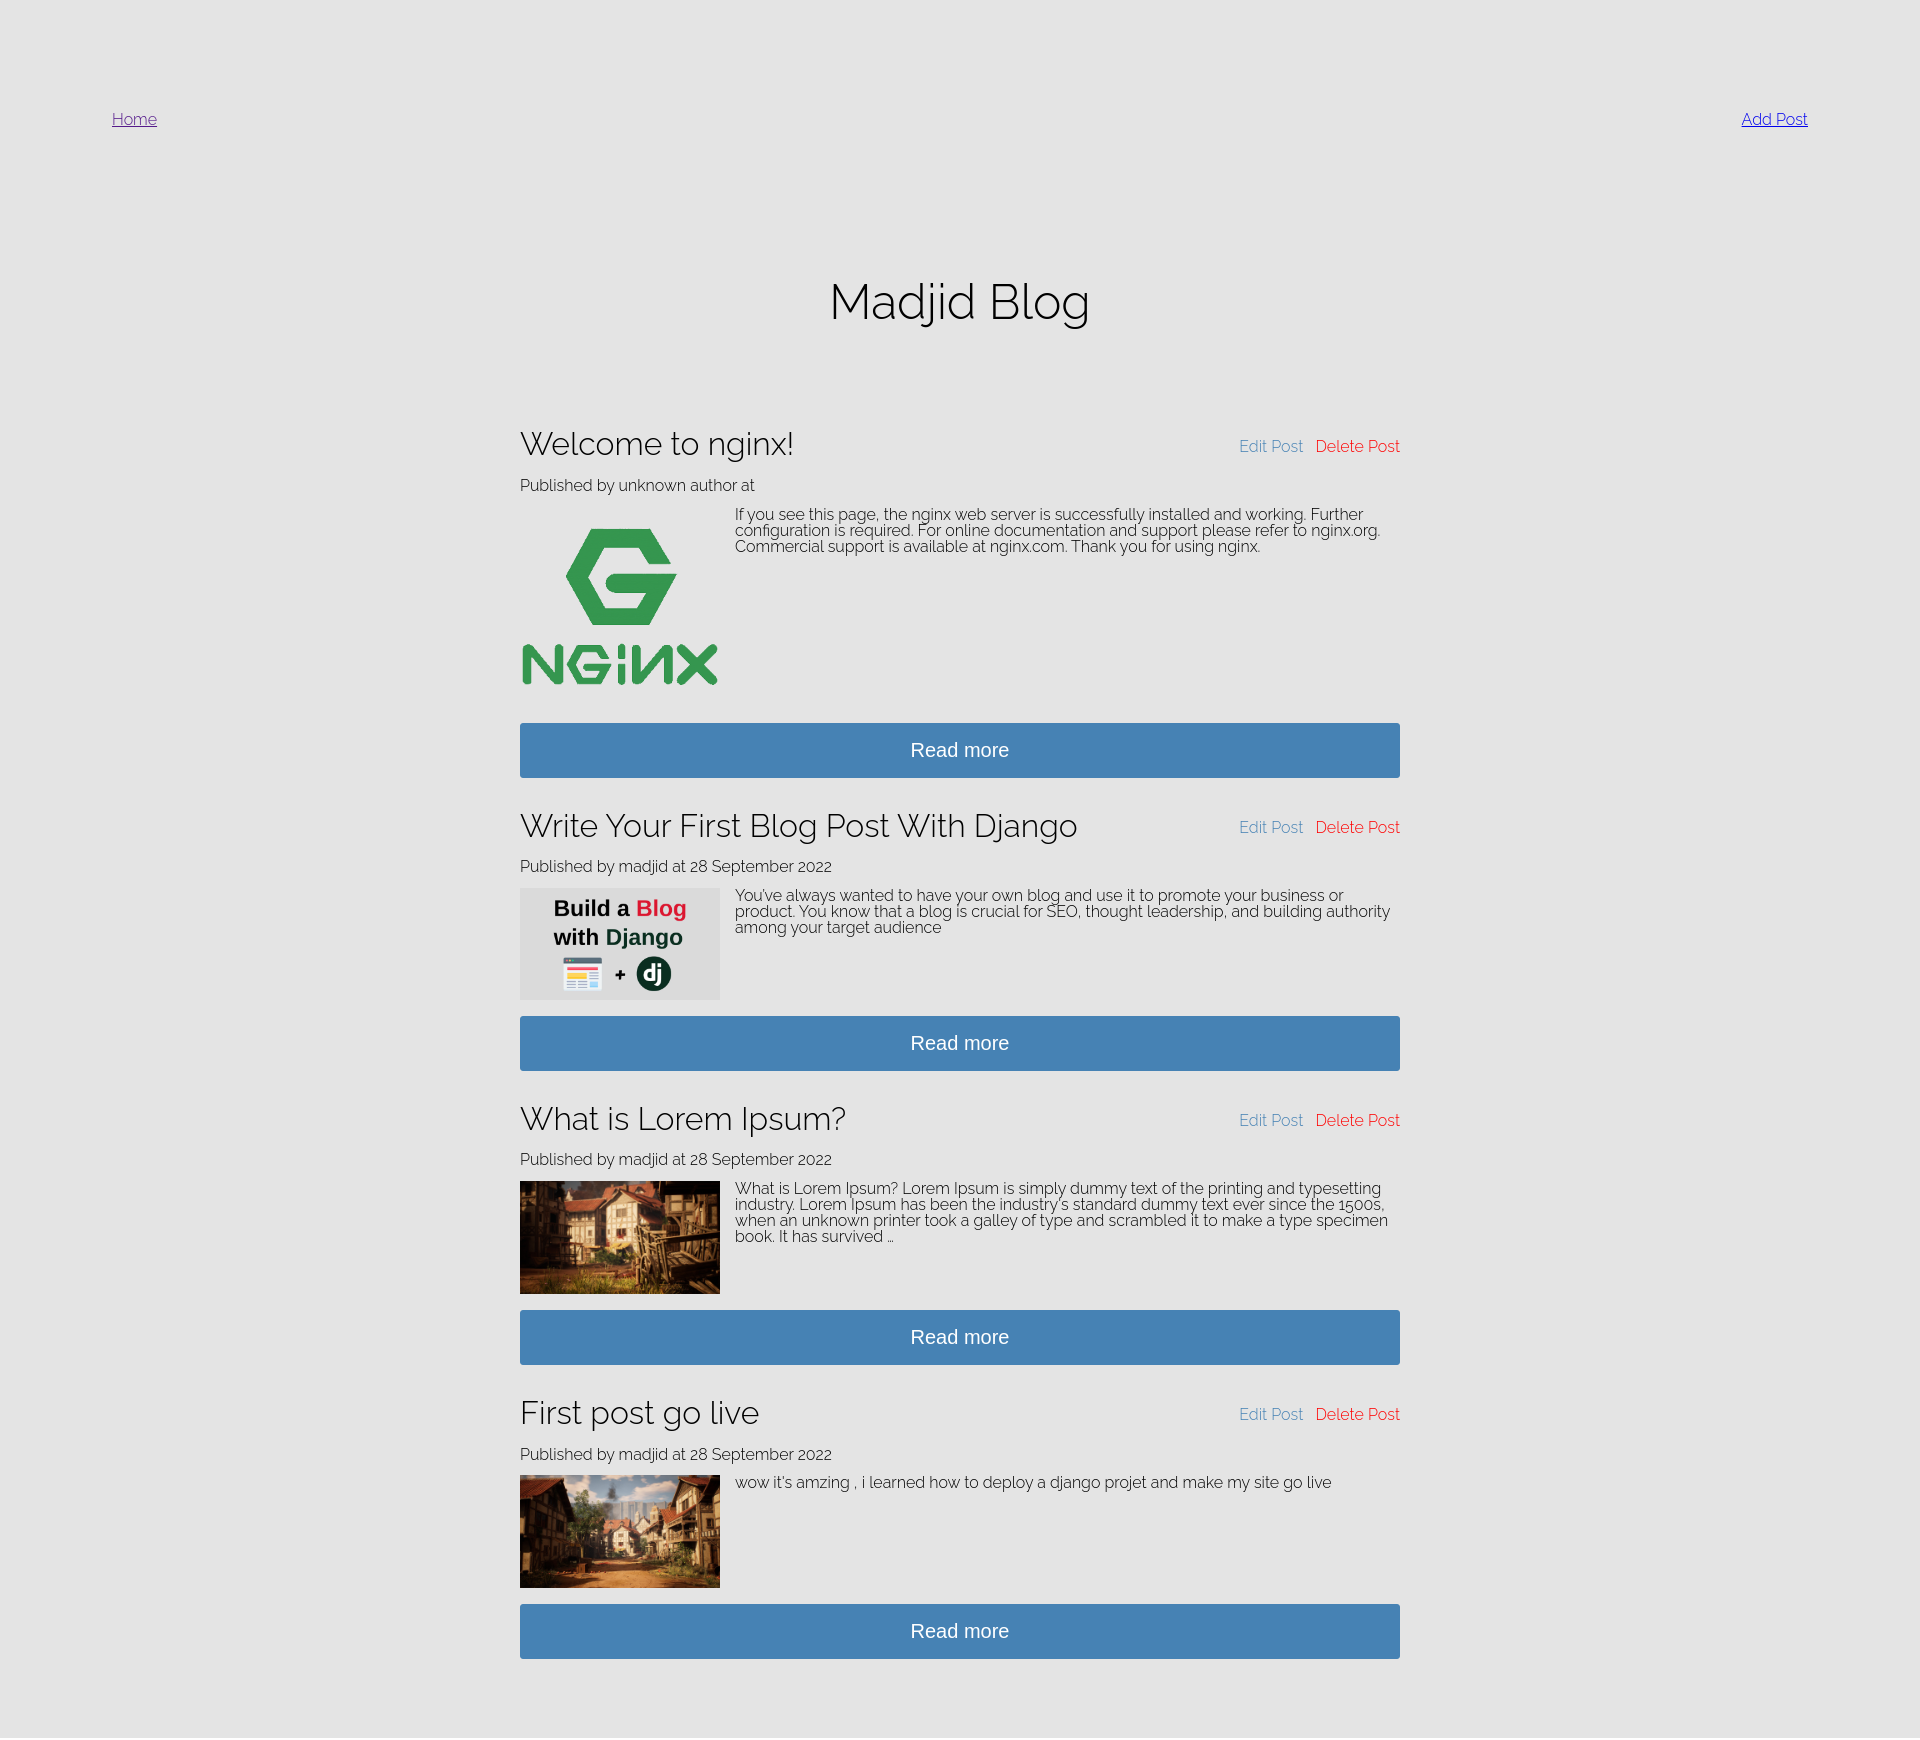 Home
Add Post
Madjid Blog
Welcome to nginx!
Edit Post Delete Post
Published by unknown author at
If you see this page, the nginx web server is successfully installed and working. Further
configuration is required. For online documentation and support please refer to nginx.org.
Commercial support is available at nginx.com. Thank you for using nginx.
NGiNX
Read more
Write Your First Blog Post With Django
Edit Post Delete Post
Published by madjid at 28 September 2022
Build a Blog
with Django
+ dj
You've always wanted to have your own blog and use it to promote your business or
product. You know that a blog is crucial for SEO, thought leadership, and building authority
among your target audience
Read more
What is Lorem Ipsum?
Edit Post Delete Post
Published by madjid at 28 September 2022
What is Lorem Ipsum? Lorem Ipsum is simply dummy text of the printing and typesetting
industry. Lorem Ipsum has been the industry's standard dummy text ever since the 1500s,
when an unknown printer took a galley of type and scrambled it to make a type specimen
book. It has survived …
Read more
First post go live
Edit Post Delete Post
Published by madjid at 28 September 2022
wow it's amzing , i learned how to deploy a django projet and make my site go live
Read more